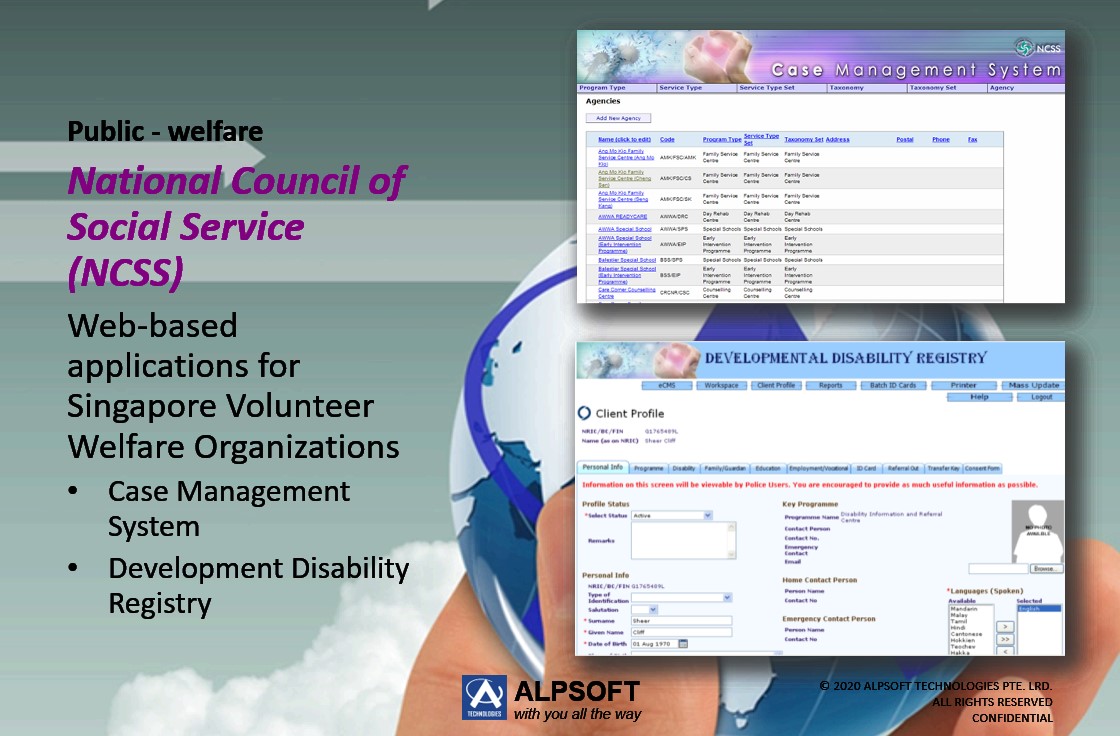 Public - welfare
National Council of
Social Service
(NCSS)
Web-based
applications for
Singapore Volunteer
Welfare Organizations
• Case Management
System
• Development Disability
Registry
NCSS
Case Management System
Program Type Service Type Service Type Set Taxonomy Taxonomy Set Agency
Agencies
Add New Agency
Name (click to edit) Code Program Type Service Type Set Taxonomy Set Address Postal Phone Fax
Ang Mo Kio Family Service Centre (Ang Mo Kio) AMK/FSC/AMK Family Service Centre Family Service Centre Family Service Centre
Ang Mo Kio Family Service Centre (Cheng San) AMK/FSC/CS Family Service Centre Family Service Centre Family Service Centre
Ang Mo Kio Family Service Centre (Seng Kang) AMK/FSC/SK Family Service Centre Family Service Centre Family Service Centre
AWWA READYCARE AWWA/DRC Day Rehab Centre Day Rehab Centre Day Rehab Centre
AWWA Special School AWWA/SPS Special Schools Special Schools Special Schools
AWWA Special School (Early Intervention Programme) AWWA/EIP Early Intervention Programme Early Intervention Programme Early Intervention Programme
Balestier Special School BSS/SPS Special Schools Special Schools Special Schools
Balestier Special School (Early Intervention Programme) BSS/EIP Early Intervention Programme Early Intervention Programme Early Intervention Programme
Care Corner Counselling Centre CRCNR/CSC Counselling Centre Counselling Centre Counselling Centre
DEVELOPMENTAL DISABILITY REGISTRY
eCMS Workspace Client Profile Reports Batch ID Cards Printer Mass Update
Help Logout
Client Profile
NRIC/BC/FIN G1765489L
Name (as on NRIC) Sheer Cliff
Personal Info Programme Disability Family/Guardian Education Employment/Vocational ID Card Referral Out Transfer Key Consent Form
Information on this screen will be viewable by Police Users. You are encouraged to provide as much useful information as possible.
Profile Status
*Select Status Active
Remarks
Personal Info
NRIC/BC/FIN G1765489L
Type of
Identification
Salutation
*Surname Sheer
*Given Name Cliff
*Date of Birth 01 Aug 1970
Key Programme
Programme Name Disability Information and Referral
Centre
Contact Person
Contact No.
Emergency
Contact
Email
Home Contact Person
Person Name
Contact No
Emergency Contact Person
Person Name
Contact No
NO PHOTO
AVAILABLE
Browse...
*Languages (Spoken)
Available Selected
Mandarin English
Malay
Tamil
Hindi
Cantonese
Hokkien
Teochew
Hakka
>
>>
<
TECHNOLOGIES
ALPSOFT
with you all the way
© 2020 ALPSOFT TECHNOLOGIES PTE. LRD.
ALL RIGHTS RESERVED
CONFIDENTIAL